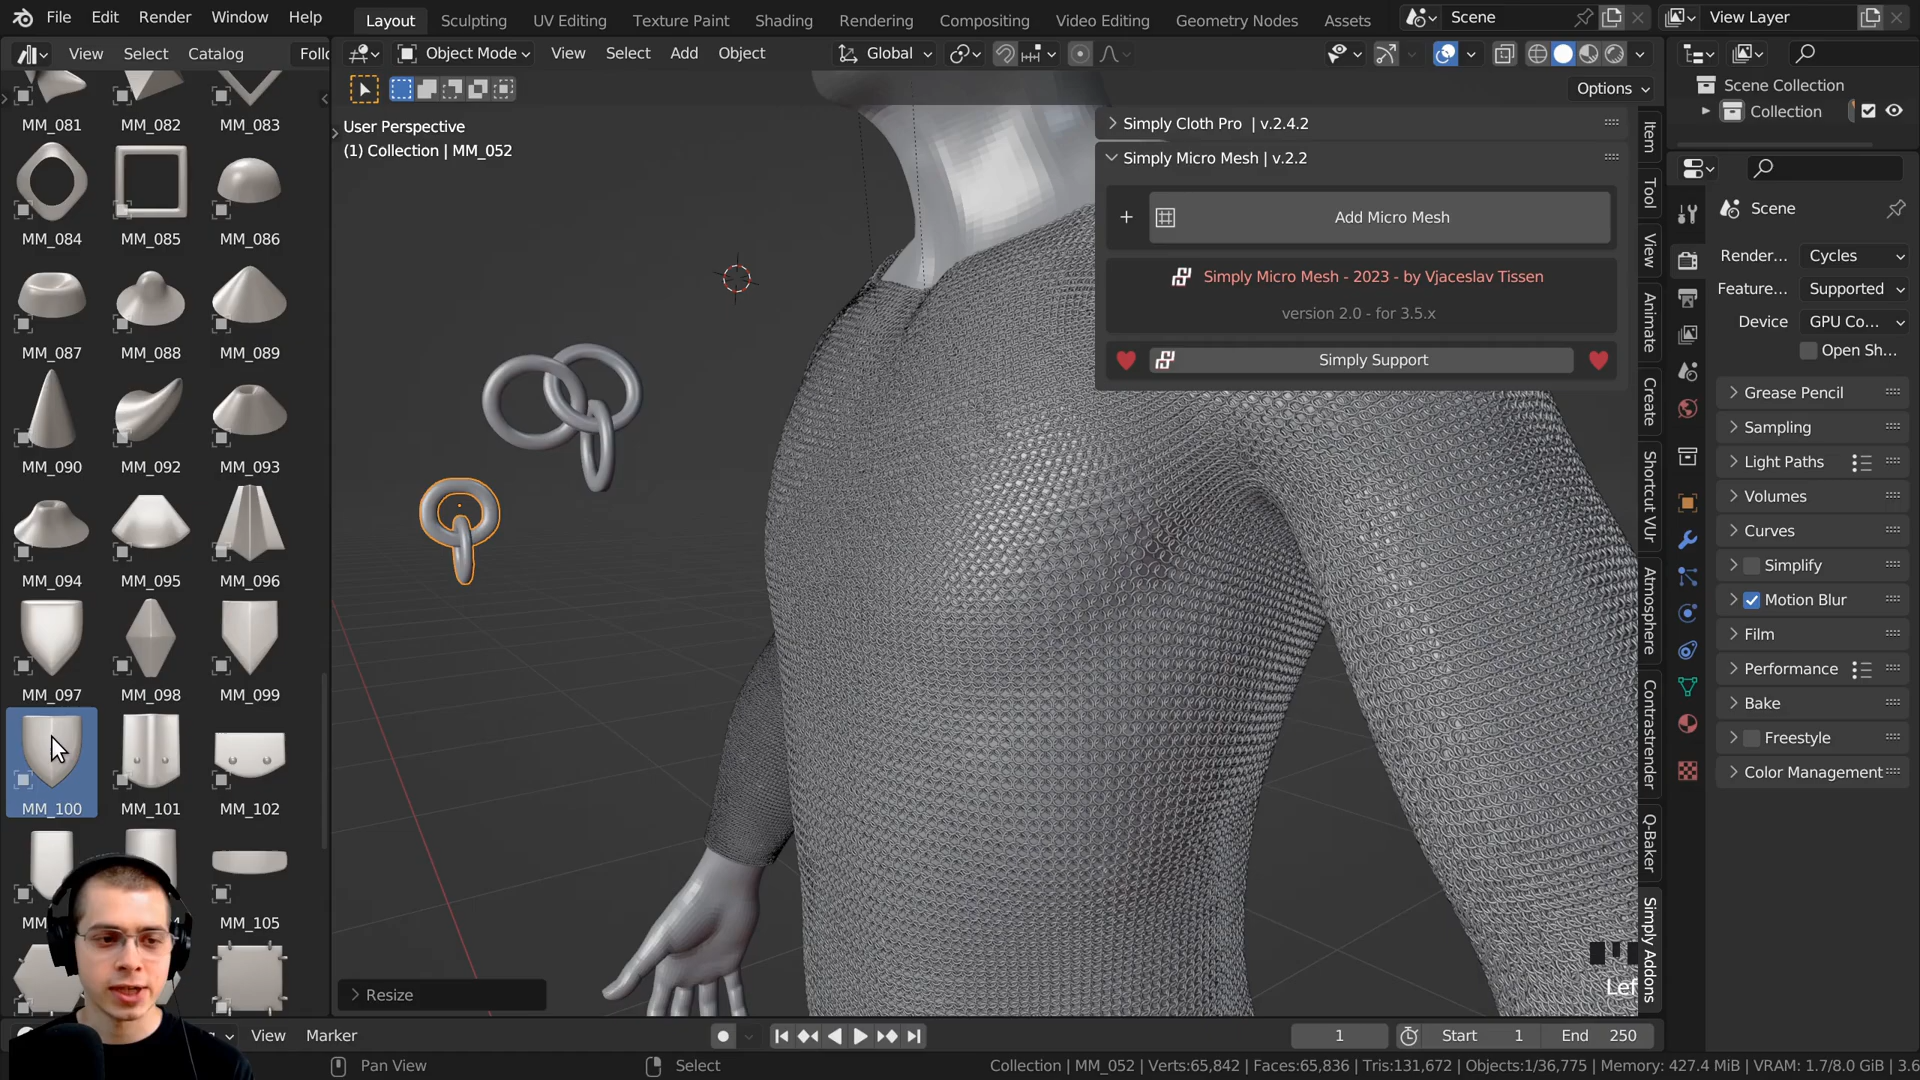 File Edit Render Window Help Layout Sculpting UV Editing Texture Paint Shading Rendering Compositing Video Editing Geometry Nodes Assets Scene View Layer
View Select Catalog Object Mode View Select Add Object Global
Options
MM_081 MM_082 MM_083
MM_084 MM_085 MM_086
MM_087 MM_088 MM_089
MM_090 MM_092 MM_093
MM_094 MM_095 MM_096
MM_097 MM_098 MM_099
MM_100 MM_101 MM_102
MM_105
User Perspective
(1) Collection | MM_052
Simply Cloth Pro | v.2.4.2
Simply Micro Mesh | v.2.2
+ Add Micro Mesh
Simply Micro Mesh - 2023 - by Vjaceslav Tissen
version 2.0 - for 3.5.x
Simply Support
Item
Tool
View
Animate
Create
Shortcut VUr
Atmosphere
Contrastrender
Q-Baker
Simply Addons
Scene Collection
Collection
Scene
Render... Cycles
Feature... Supported
Device GPU Co...
Open Sh...
Grease Pencil
Sampling
Light Paths
Volumes
Curves
Simplify
Motion Blur
Film
Performance
Bake
Freestyle
Color Management
Resize
View Marker 1 Start 1 End 250
Pan View Select Collection | MM_052 | Verts:65,842 | Faces:65,836 | Tris:131,672 | Objects:1/36,775 | Memory: 427.4 MiB | VRAM: 1.7/8.0 GiB | 3.6